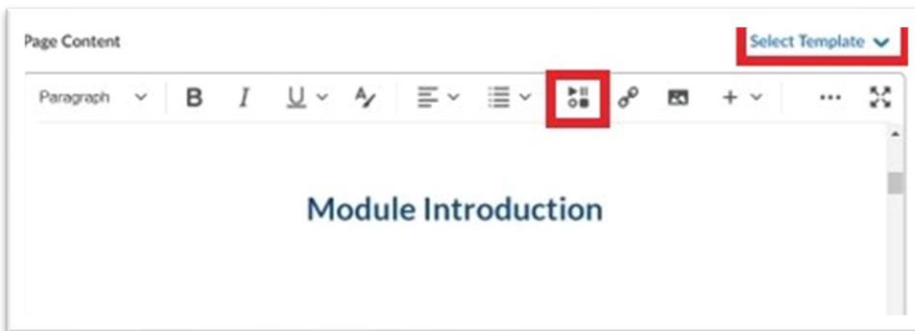 Page Content
Select Template
Paragraph B I U A
Module Introduction